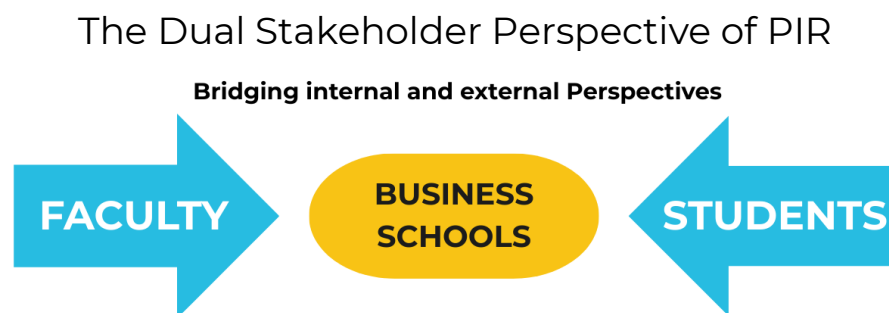 The Dual Stakeholder Perspective of PIR
Bridging internal and external Perspectives
FACULTY
BUSINESS
SCHOOLS
STUDENTS